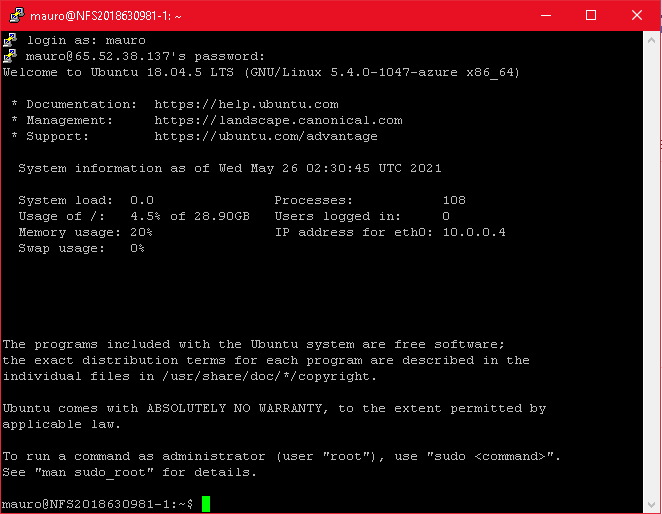 mauro@NFS2018630981-1: ~
login as: mauro
mauro@65.52.38.137's password:
Welcome to Ubuntu 18.04.5 LTS (GNU/Linux 5.4.0-1047-azure x86_64)
* Documentation:  https://help.ubuntu.com
* Management:     https://landscape.canonical.com
* Support:        https://ubuntu.com/advantage
System information as of Wed May 26 02:30:45 UTC 2021
System load:  0.0               Processes:           108
Usage of /:   4.5% of 28.90GB   Users logged in:     0
Memory usage: 20%               IP address for eth0: 10.0.0.4
Swap usage:   0%
The programs included with the Ubuntu system are free software;
the exact distribution terms for each program are described in the
individual files in /usr/share/doc/*/copyright.
Ubuntu comes with ABSOLUTELY NO WARRANTY, to the extent permitted by
applicable law.
To run a command as administrator (user "root"), use "sudo <command>".
See "man sudo_root" for details.
mauro@NFS2018630981-1:~$